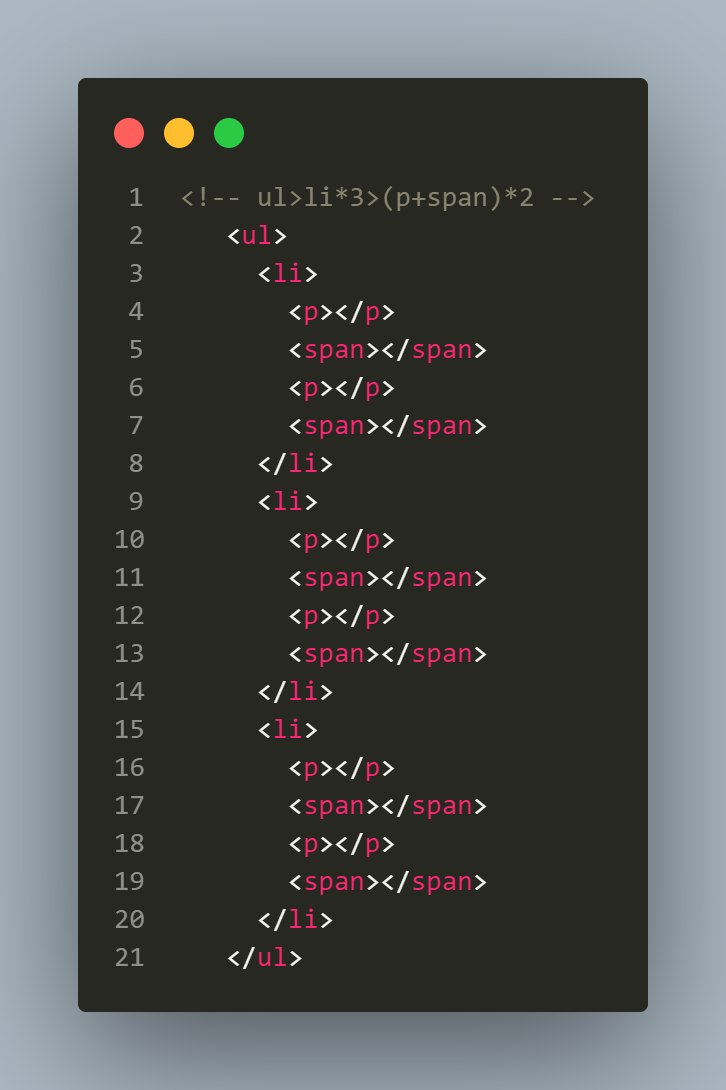 1 <!-- ul>li*3>(p+span)*2 -->
2    <ul>
3      <li>
4        <p></p>
5        <span></span>
6        <p></p>
7        <span></span>
8      </li>
9      <li>
10        <p></p>
11        <span></span>
12        <p></p>
13        <span></span>
14      </li>
15      <li>
16        <p></p>
17        <span></span>
18        <p></p>
19        <span></span>
20      </li>
21    </ul>